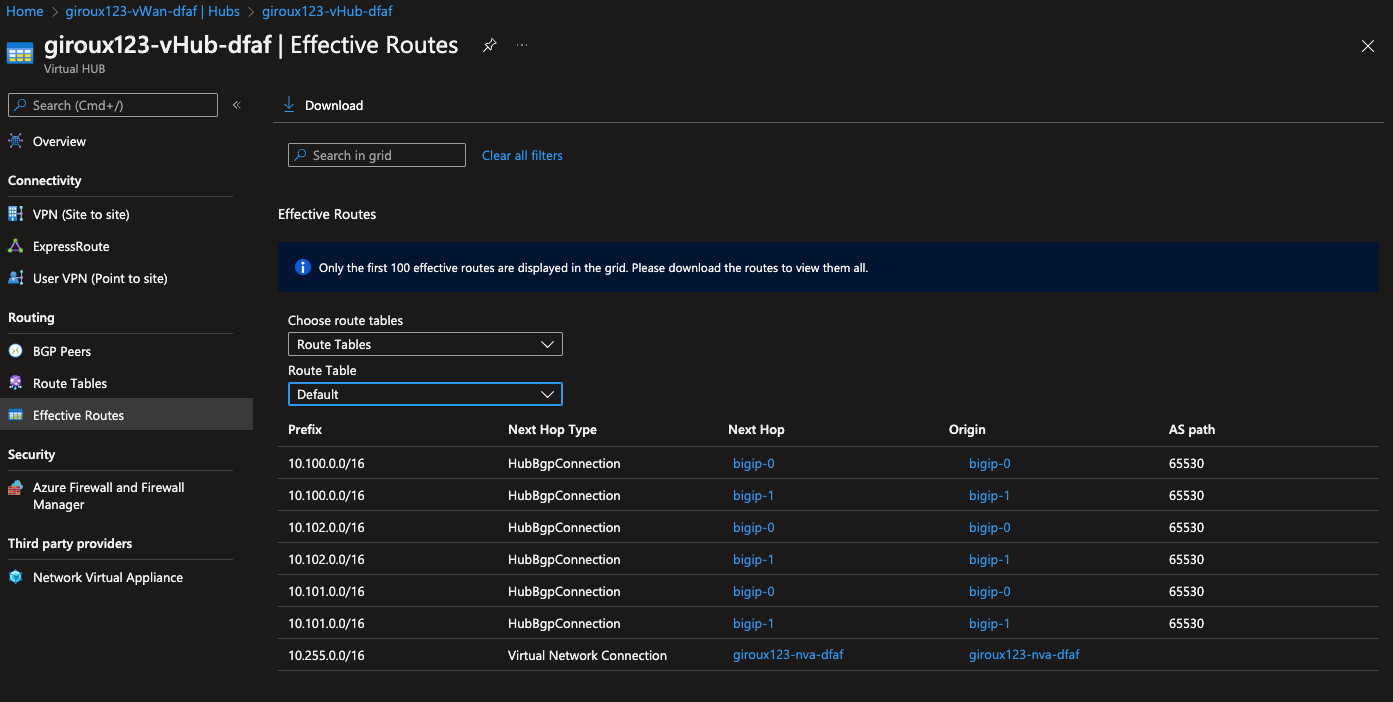 Home > giroux123-vWan-dfaf | Hubs > giroux123-vHub-dfaf
giroux123-vHub-dfaf | Effective Routes ...
Virtual HUB
Search (Cmd+/) «
Download
Overview
Search in grid Clear all filters
Connectivity
VPN (Site to site)
ExpressRoute
User VPN (Point to site)
Routing
BGP Peers
Route Tables
Effective Routes
Security
Azure Firewall and Firewall
Manager
Third party providers
Network Virtual Appliance
Effective Routes
Only the first 100 effective routes are displayed in the grid. Please download the routes to view them all.
Choose route tables
Route Tables
Route Table
Default
Prefix Next Hop Type Next Hop Origin AS path
10.100.0.0/16 HubBgpConnection bigip-0 bigip-0 65530
10.100.0.0/16 HubBgpConnection bigip-1 bigip-1 65530
10.102.0.0/16 HubBgpConnection bigip-0 bigip-0 65530
10.102.0.0/16 HubBgpConnection bigip-1 bigip-1 65530
10.101.0.0/16 HubBgpConnection bigip-0 bigip-0 65530
10.101.0.0/16 HubBgpConnection bigip-1 bigip-1 65530
10.255.0.0/16 Virtual Network Connection giroux123-nva-dfaf giroux123-nva-dfaf